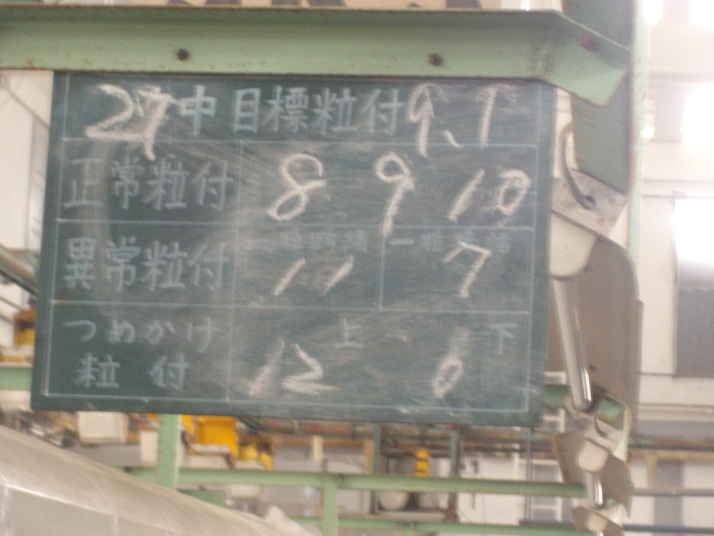 27中目標粒付9.1
正常粒付 8 9 10
異常粒付 11 7
つめかけ 上 下
粒付 12 6